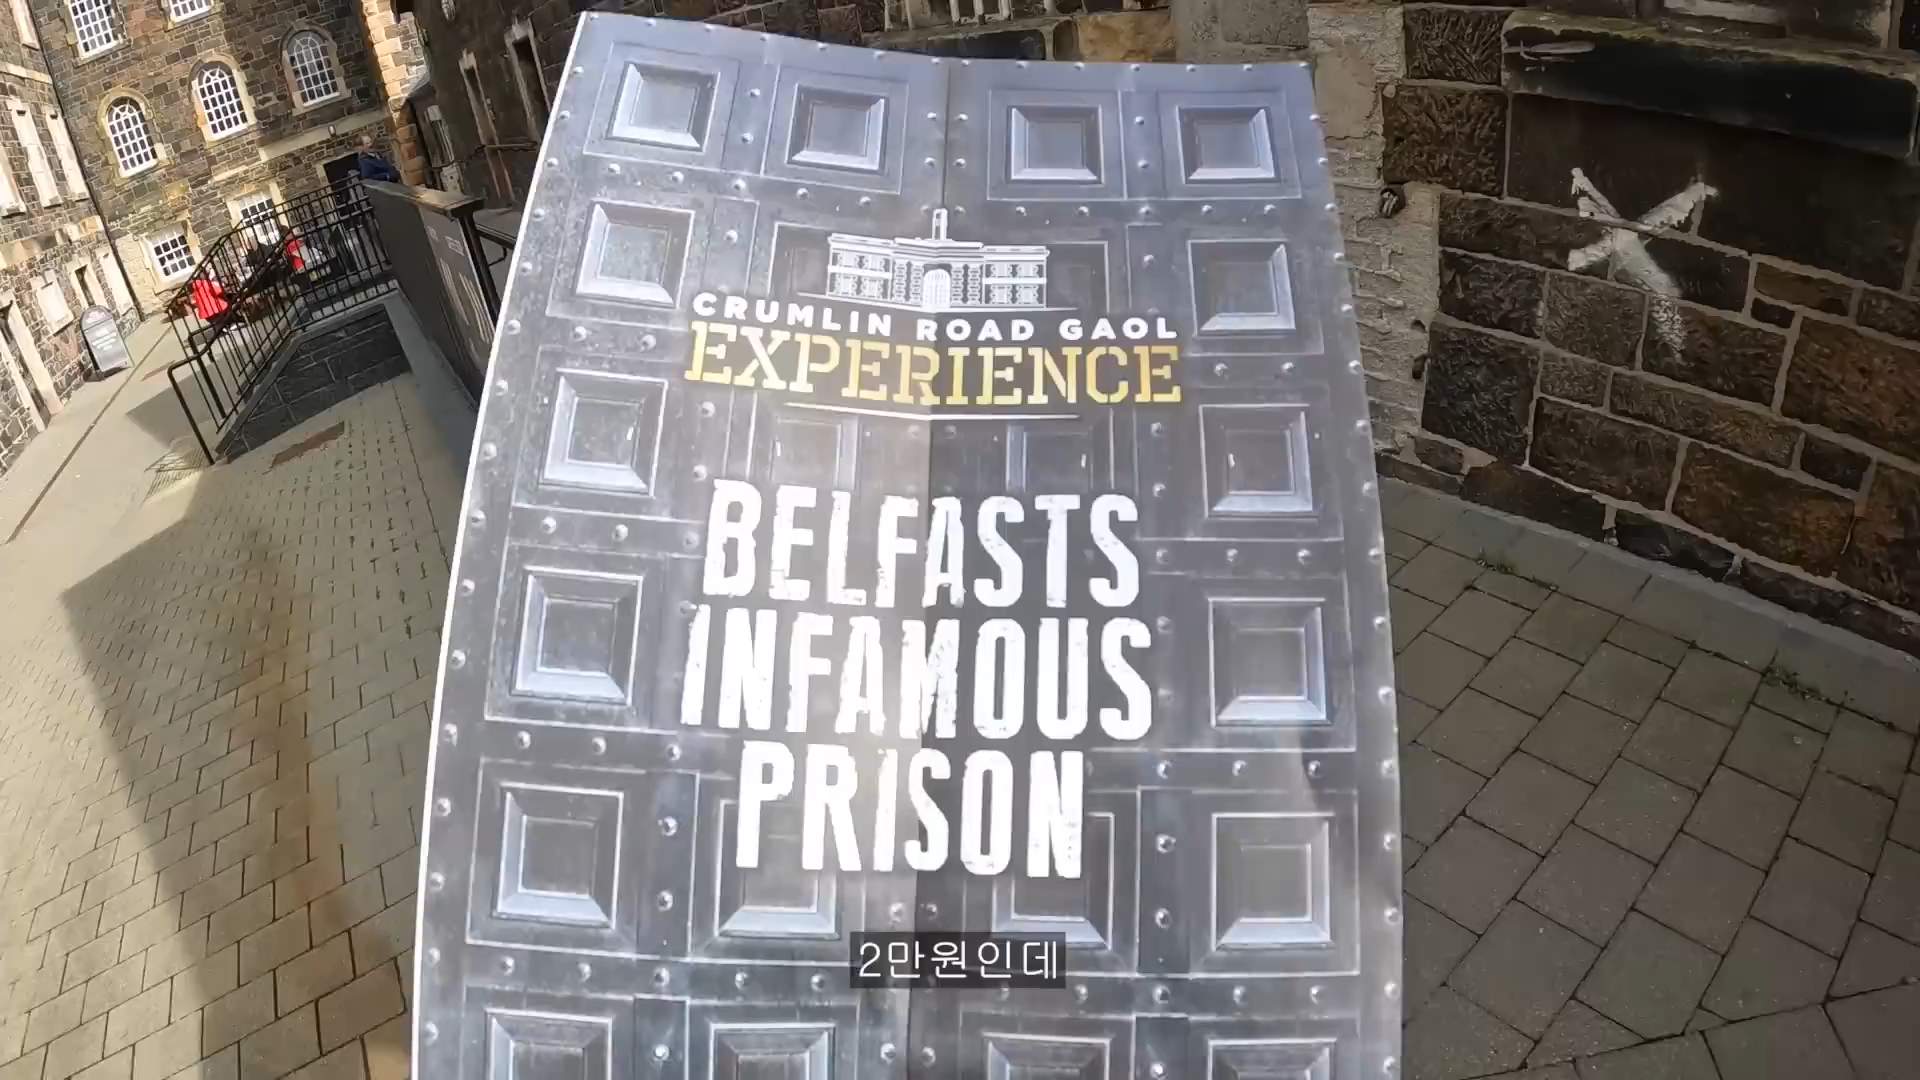 CRUMLIN ROAD GAOL
EXPERIENCE
BELFASTS
INFAMOUS
PRISON
2만원인데